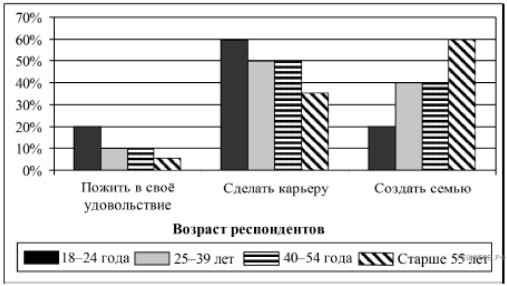 70%
60%
50%
40%
30%
20%
10%
0%
Пожить в своё
удовольствие
Сделать карьеру
Создать семью
Возраст респондентов
18–24 года 25–39 лет 40–54 года Старше 55 лет